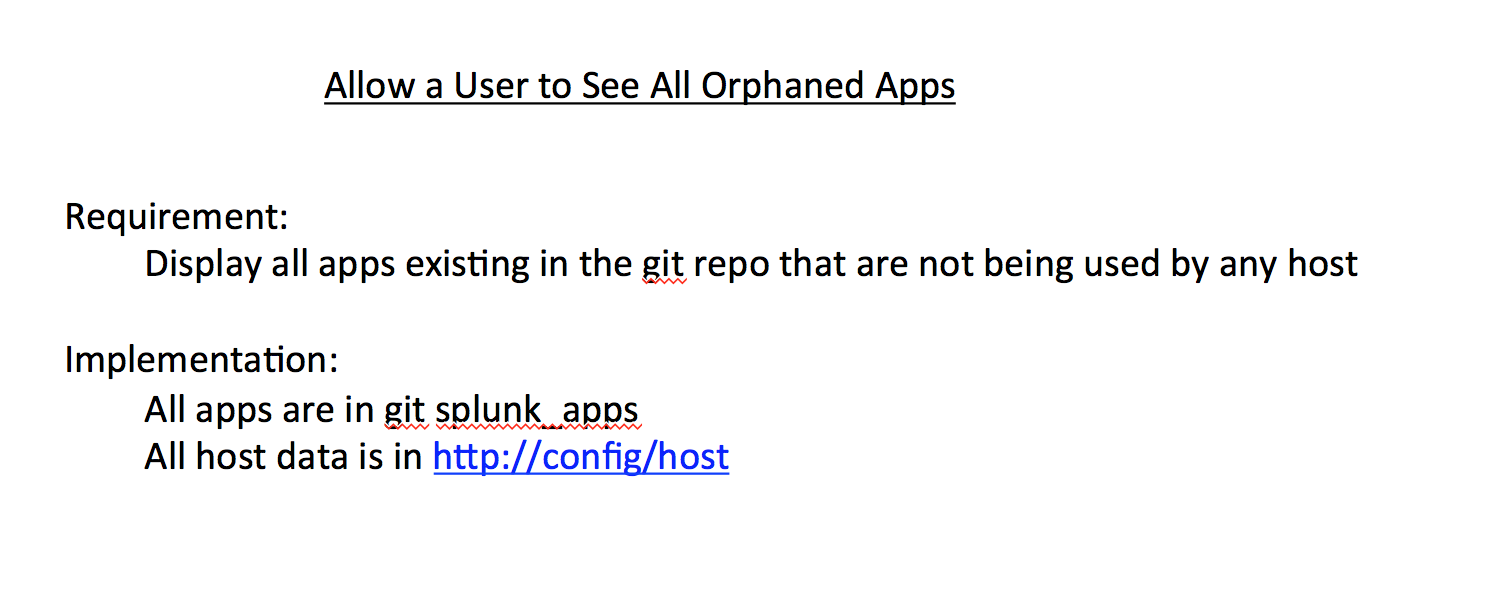 Allow a User to See All Orphaned Apps
Requirement:
Display all apps existing in the git repo that are not being used by any host
Implementation:
All apps are in git splunk_apps
All host data is in http://config/host